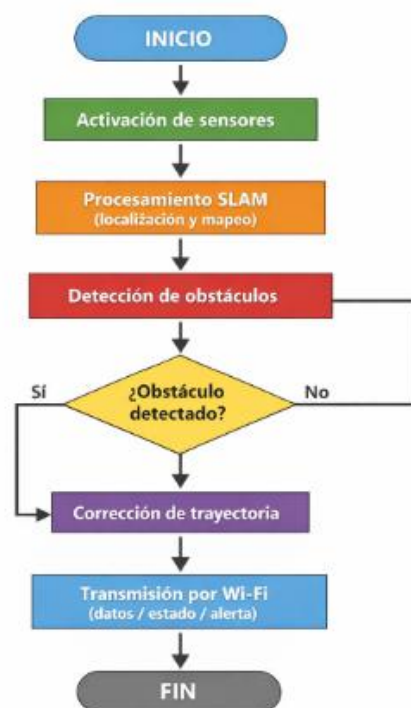 INICIO
Activación de sensores
Procesamiento SLAM
(localización y mapeo)
Detección de obstáculos
Sí
¿Obstáculo
detectado?
No
Corrección de trayectoria
Transmisión por Wi-Fi
(datos / estado / alerta)
FIN